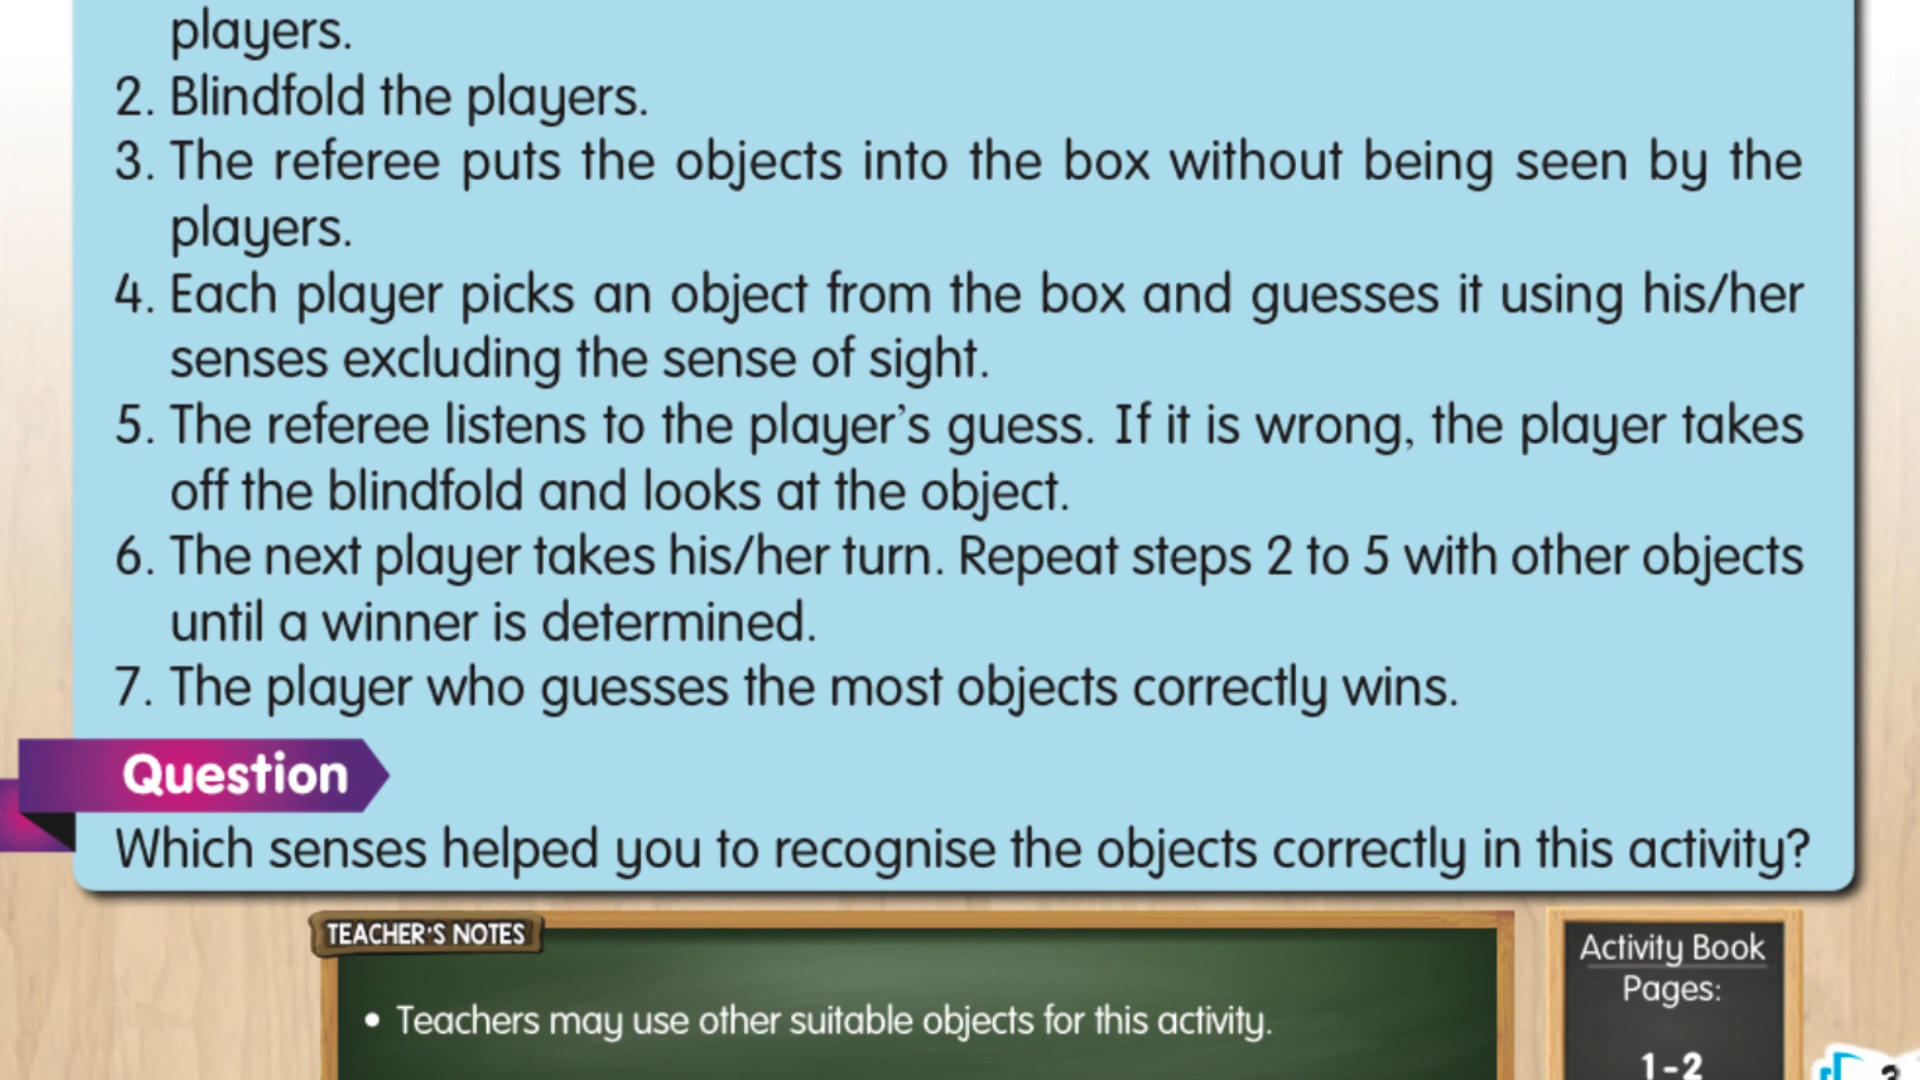 players.
2. Blindfold the players.
3. The referee puts the objects into the box without being seen by the
players.
4. Each player picks an object from the box and guesses it using his/her
senses excluding the sense of sight.
5. The referee listens to the player’s guess. If it is wrong, the player takes
off the blindfold and looks at the object.
6. The next player takes his/her turn. Repeat steps 2 to 5 with other objects
until a winner is determined.
7. The player who guesses the most objects correctly wins.
Question
Which senses helped you to recognise the objects correctly in this activity?
TEACHER'S NOTES
• Teachers may use other suitable objects for this activity.
Activity Book
Pages:
1-2